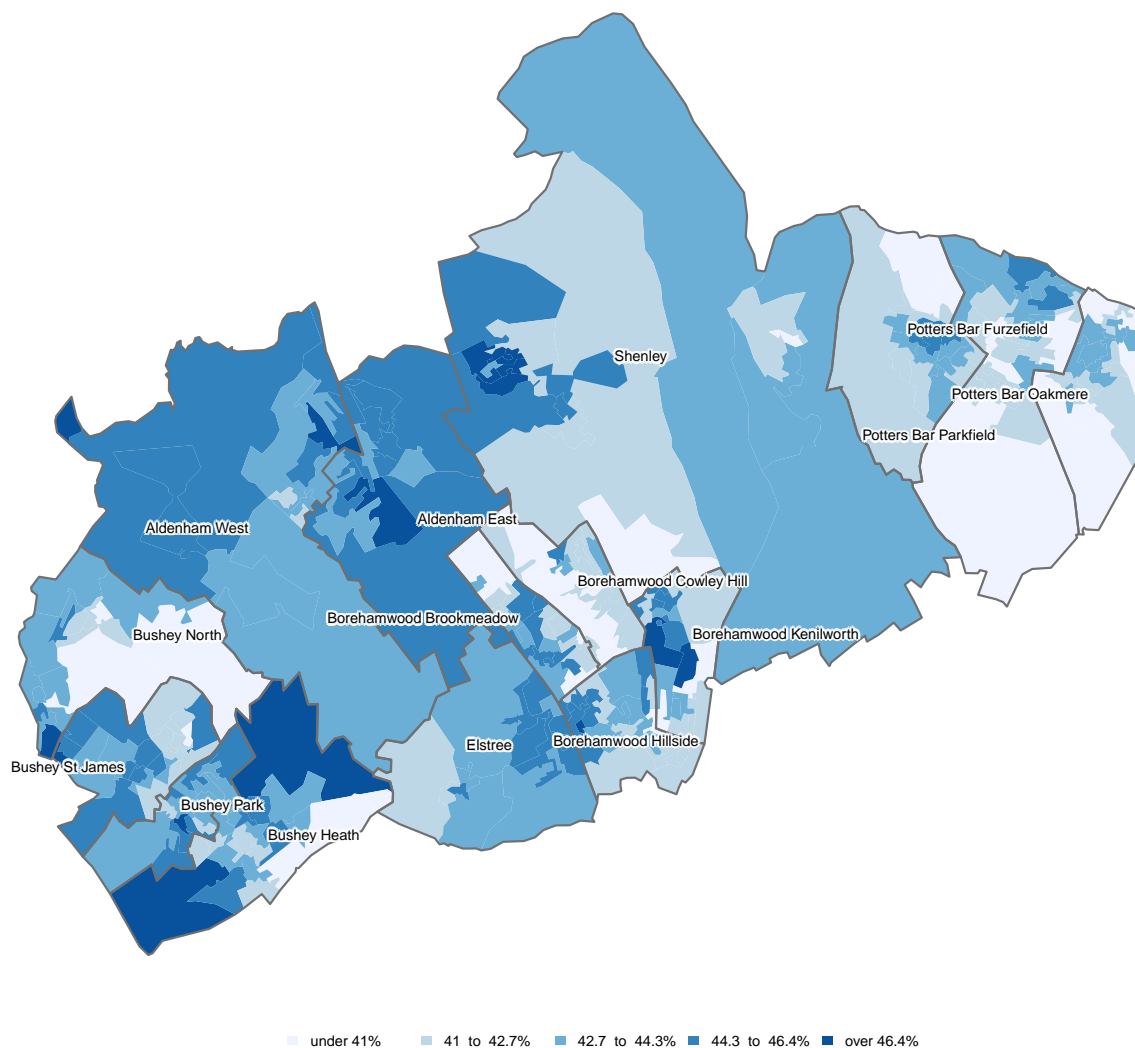 Potters Bar Furzefield
Shenley
Potters Bar Oakmere
Potters Bar Parkfield
Aldenham East
Aldenham West
Borehamwood Cowley Hill
Borehamwood Brookmeadow
Bushey North
Borehamwood Kenilworth
Elstree
Borehamwood Hillside
Bushey St James
Bushey Park
Bushey Heath
under 41% 41 to 42.7% 42.7 to 44.3% 44.3 to 46.4% over 46.4%